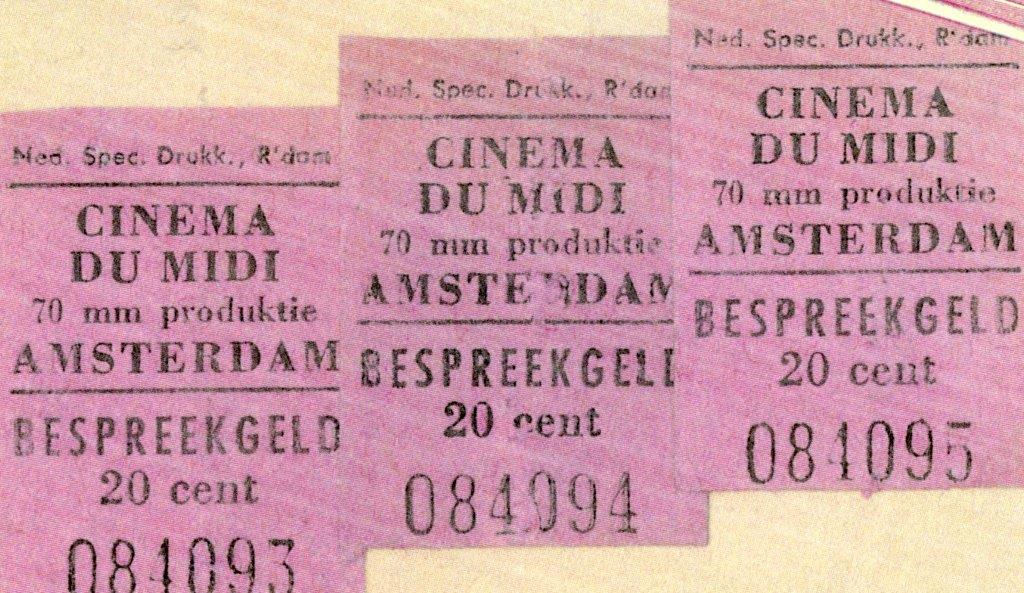 Ned. Spec. Drukk., R'dam
CINEMA
DU MIDI
70 mm produktie
AMSTERDAM
BESPREEKGELD
20 cent
084093
Ned. Spec. Drukk., R'dam
CINEMA
DU MIDI
70 mm produktie
AMSTERDAM
BESPREEKGELD
20 cent
084094
Ned. Spec. Drukk., R'dam
CINEMA
DU MIDI
70 mm produktie
AMSTERDAM
BESPREEKGELD
20 cent
084095